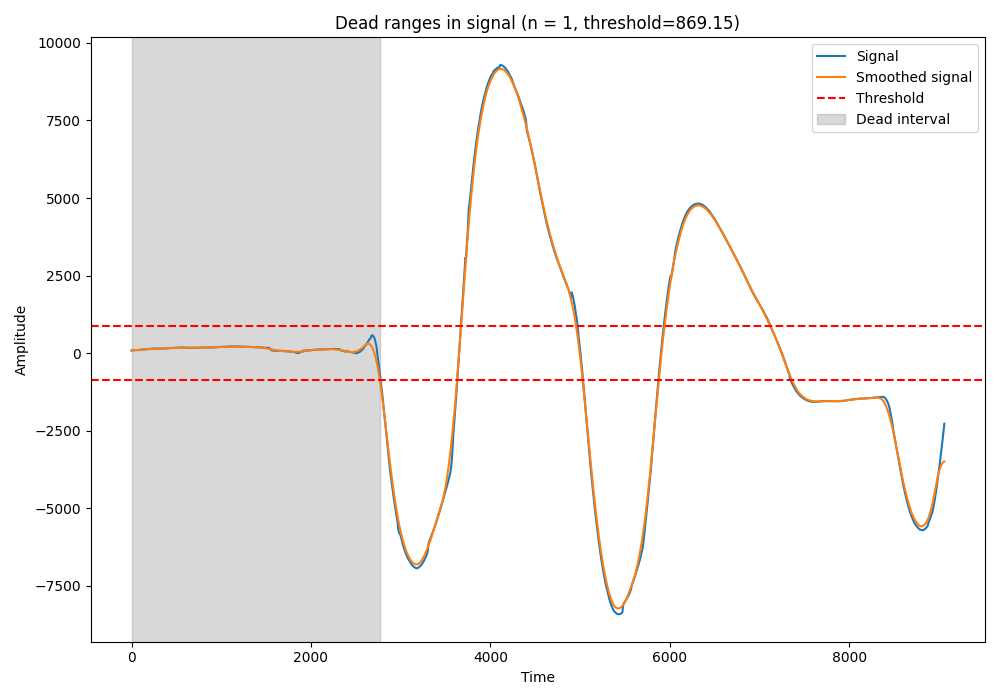 Dead ranges in signal (n = 1, threshold=869.15)
10000
7500
5000
2500
0
−2500
−5000
−7500
Amplitude
Signal
Smoothed signal
Threshold
Dead interval
0
2000
4000
6000
8000
Time